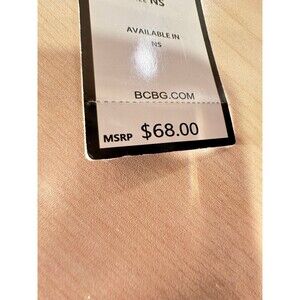 NS
AVAILABLE IN
NS
BCBG.COM
MSRP $68.00